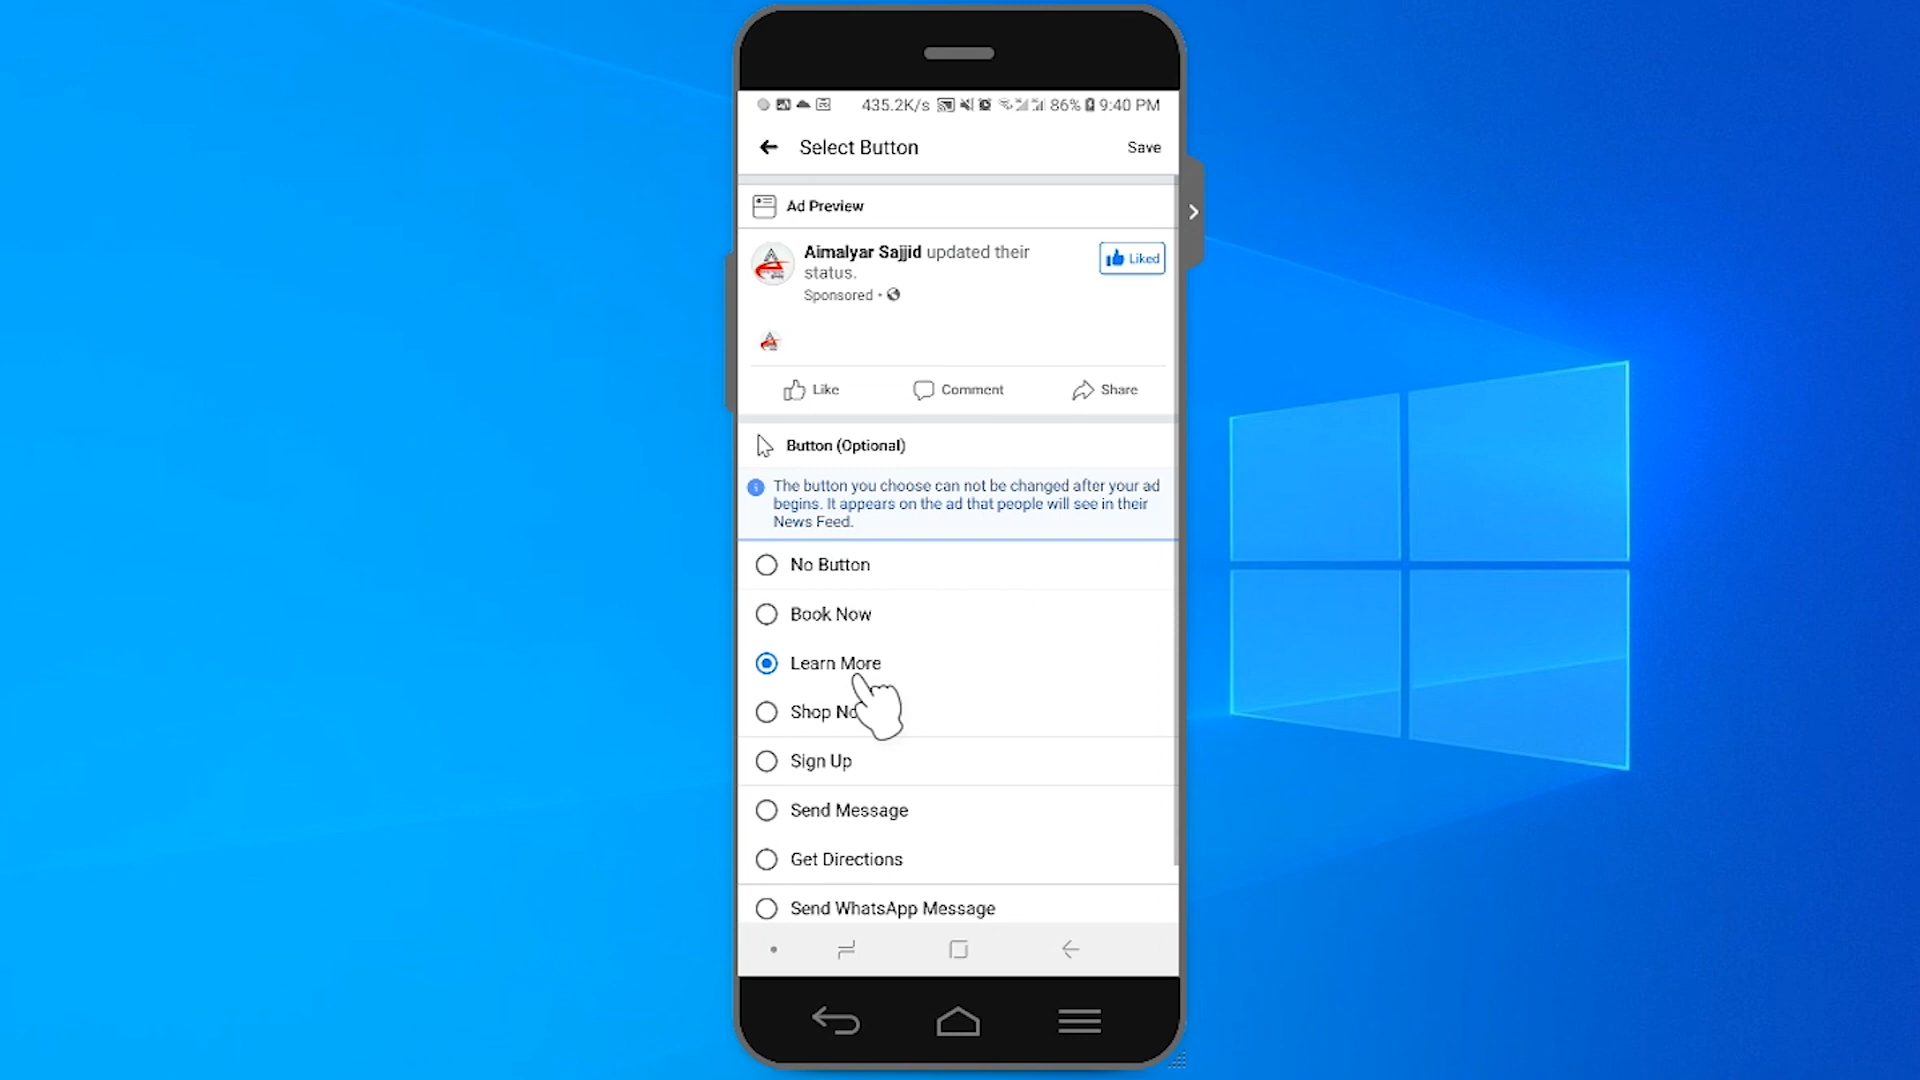 435.2K/s 86% 9:40 PM
Select Button Save
Ad Preview
Aimalyar Sajjid updated their
status.
Liked
Sponsored •
Like Comment Share
Button (Optional)
The button you choose can not be changed after your ad
begins. It appears on the ad that people will see in their
News Feed.
No Button
Book Now
Learn More
Shop No
Sign Up
Send Message
Get Directions
Send WhatsApp Message